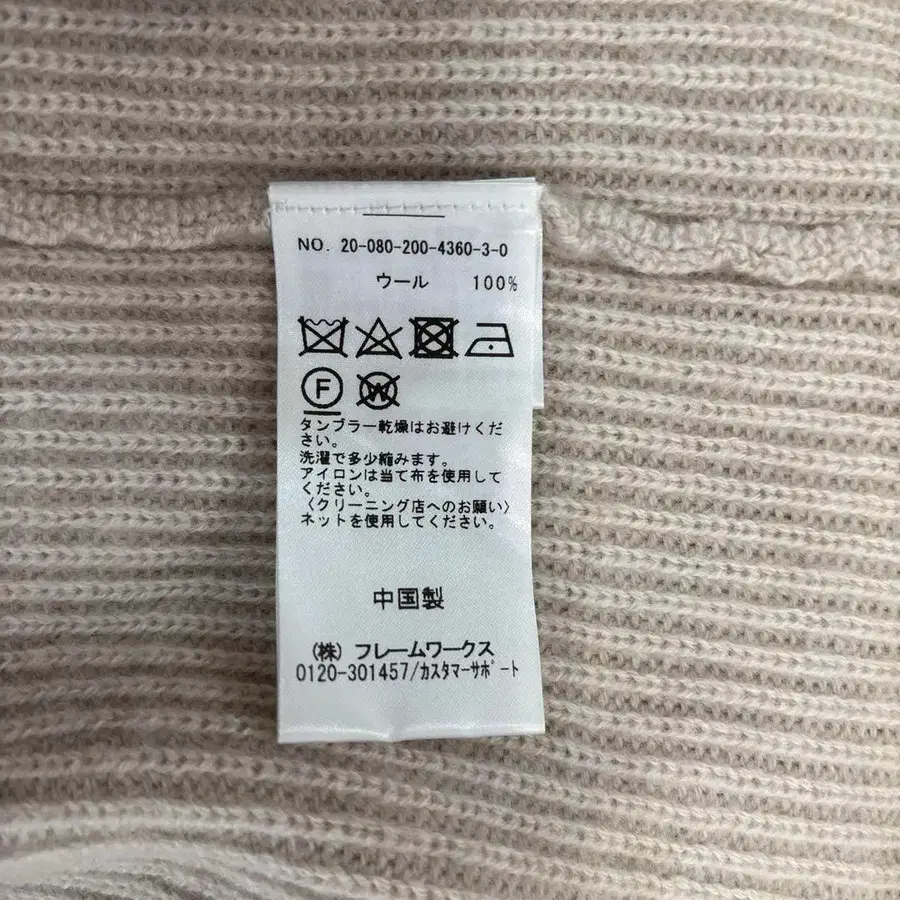 NO. 20-080-200-4360-3-0
ウール 100%
F W
タンブラー乾燥はお避けくだ
さい。
洗濯で多少縮みます。
アイロンは当て布を使用して
ください。
〈クリーニング店へのお願い〉
ネットを使用してください。
中国製
(株) フレームワークス
0120-301457/カスタマーサポート